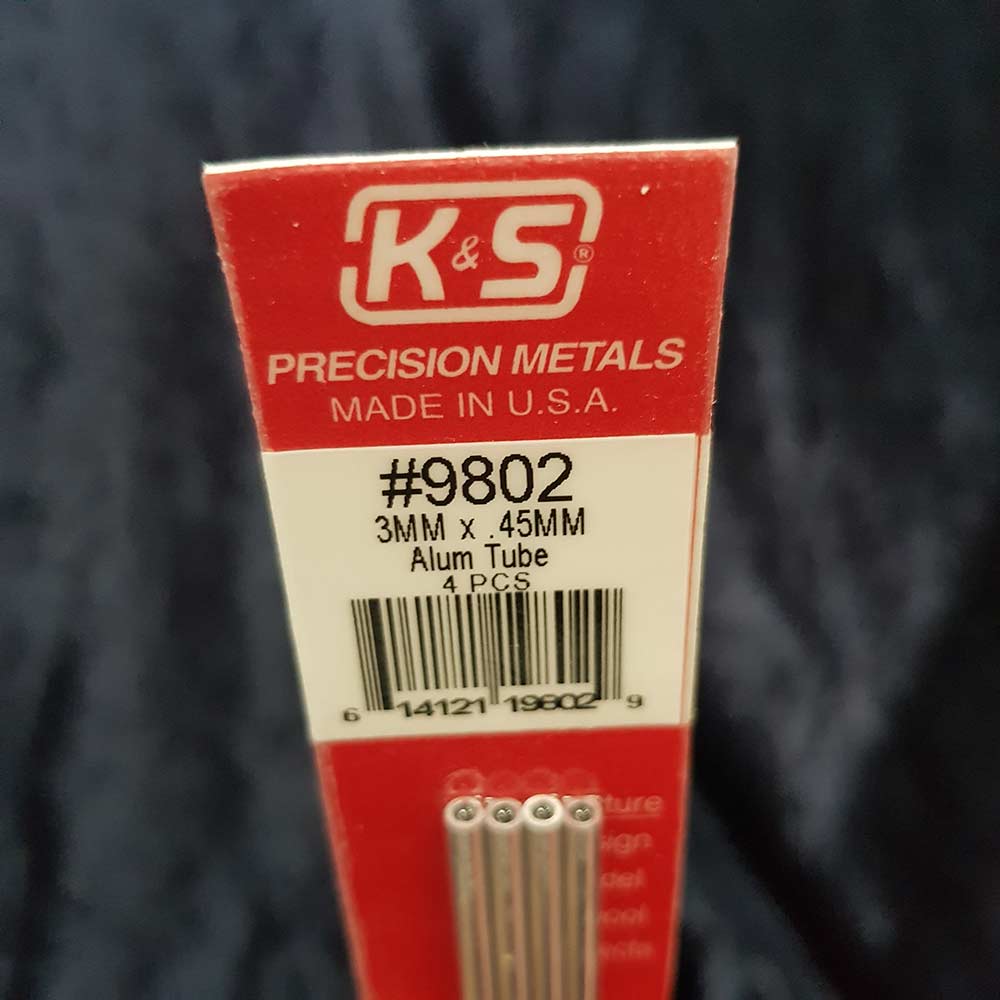 K&S®
PRECISION METALS
MADE IN U.S.A.
#9802
3MM x .45MM
Alum Tube
4 PCS
6 14121 19802 9